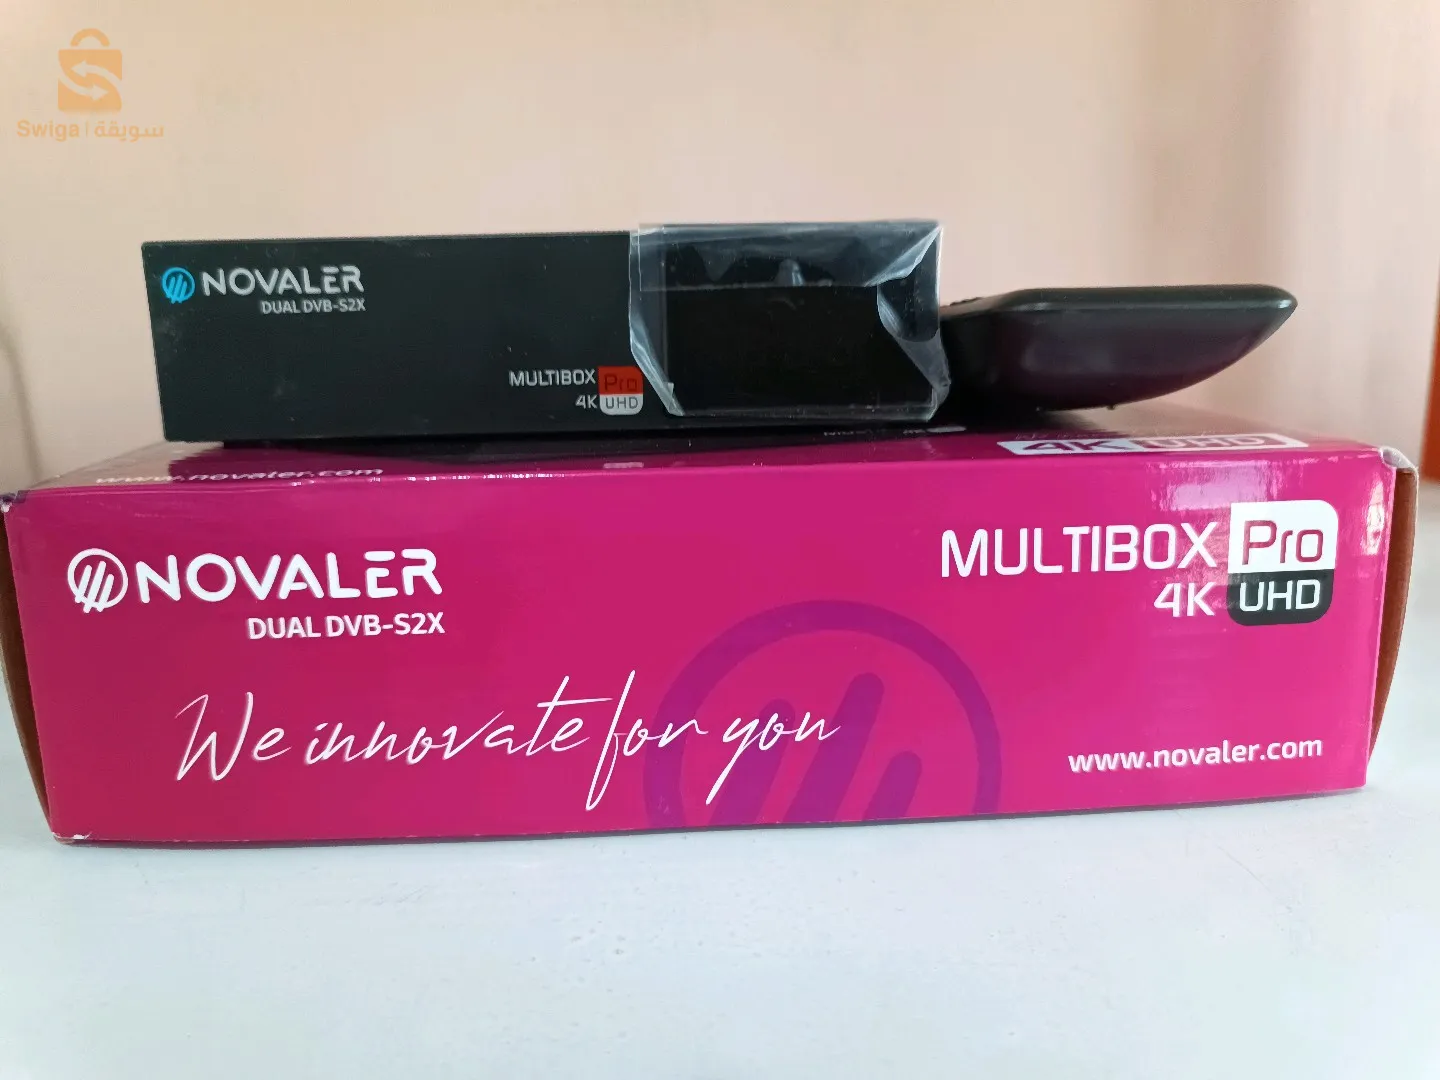 Swiga | سويقة
NOVALER
DUAL DVB-S2X
MULTIBOX Pro
4K UHD
www.novaler.com
4K UHD
NOVALER
DUAL DVB-S2X
MULTIBOX Pro
4K UHD
We innovate for you
www.novaler.com